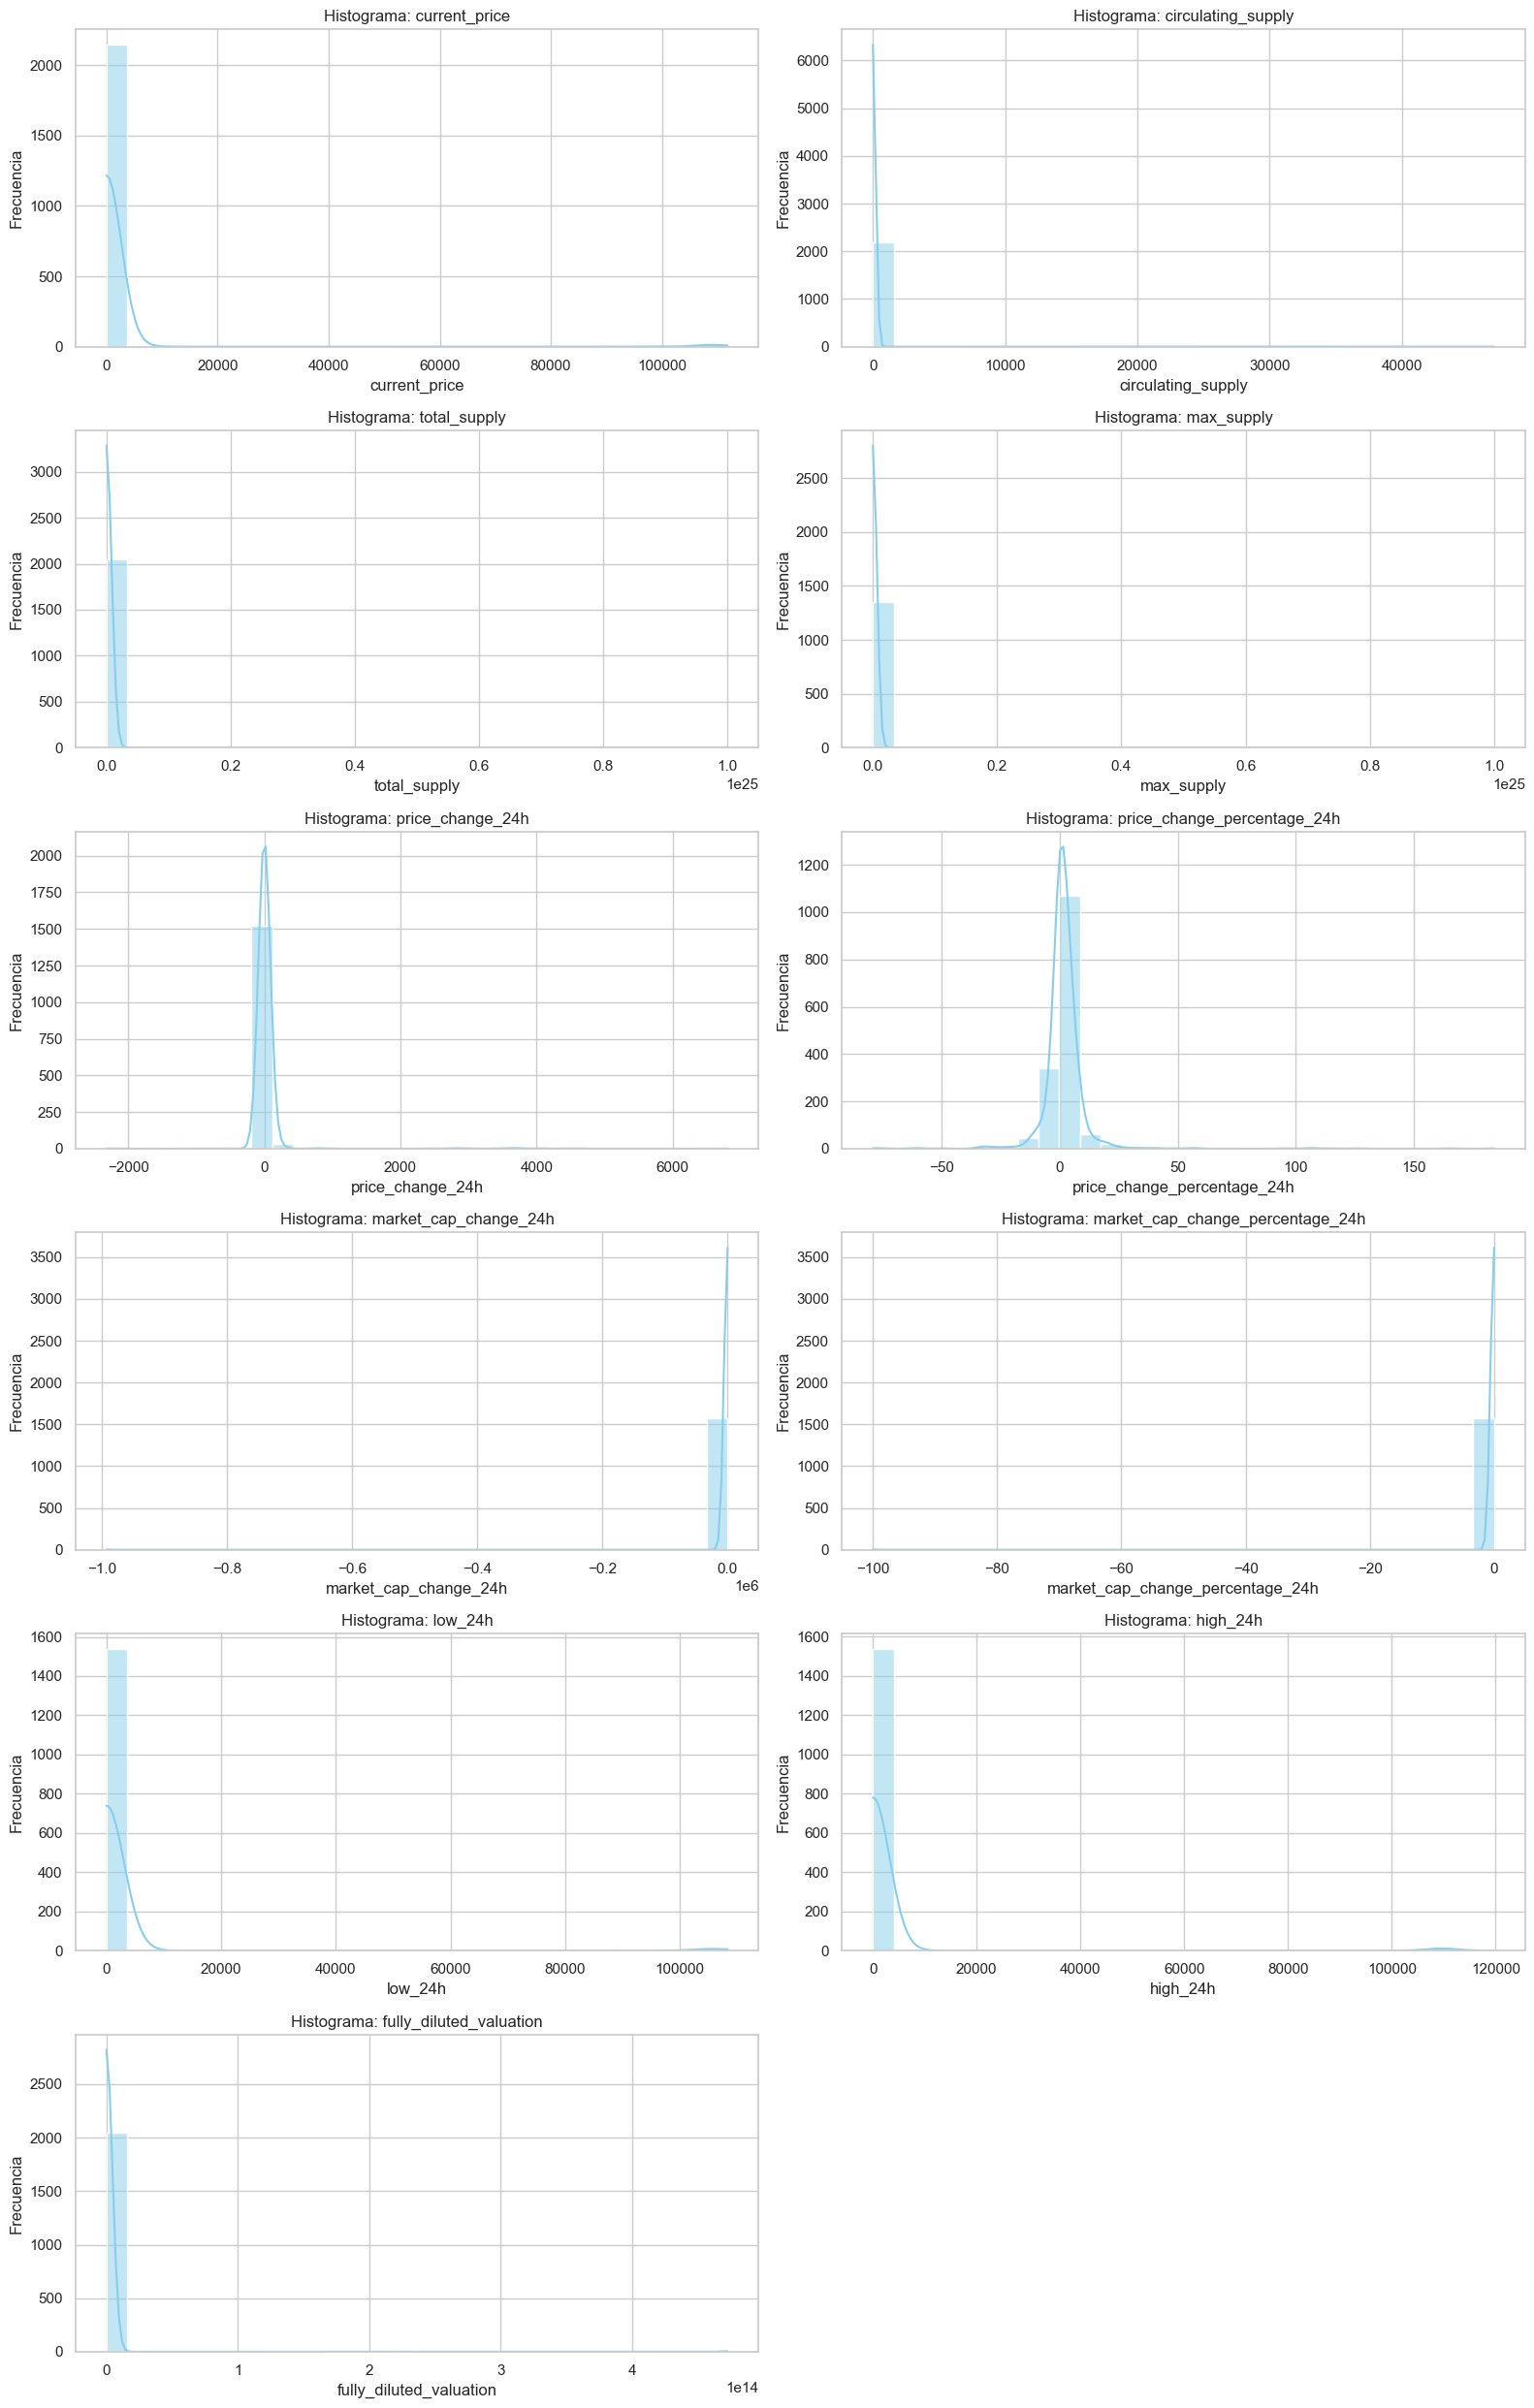 Histograma: current_price
Frecuencia
2000
1500
1000
500
0
0 20000 40000 60000 80000 100000
current_price
Histograma: circulating_supply
Frecuencia
6000
5000
4000
3000
2000
1000
0
0 10000 20000 30000 40000
circulating_supply
Histograma: total_supply
Frecuencia
3000
2500
2000
1500
1000
500
0
0.0 0.2 0.4 0.6 0.8 1.0
1e25
total_supply
Histograma: max_supply
Frecuencia
2500
2000
1500
1000
500
0
0.0 0.2 0.4 0.6 0.8 1.0
1e25
max_supply
Histograma: price_change_24h
Frecuencia
2000
1750
1500
1250
1000
750
500
250
0
−2000 0 2000 4000 6000
price_change_24h
Histograma: price_change_percentage_24h
Frecuencia
1200
1000
800
600
400
200
0
−50 0 50 100 150
price_change_percentage_24h
Histograma: market_cap_change_24h
Frecuencia
3500
3000
2500
2000
1500
1000
500
0
−1.0 −0.8 −0.6 −0.4 −0.2 0.0
1e6
market_cap_change_24h
Histograma: market_cap_change_percentage_24h
Frecuencia
3500
3000
2500
2000
1500
1000
500
0
−100 −80 −60 −40 −20 0
market_cap_change_percentage_24h
Histograma: low_24h
Frecuencia
1600
1400
1200
1000
800
600
400
200
0
0 20000 40000 60000 80000 100000
low_24h
Histograma: high_24h
Frecuencia
1600
1400
1200
1000
800
600
400
200
0
0 20000 40000 60000 80000 100000 120000
high_24h
Histograma: fully_diluted_valuation
Frecuencia
2500
2000
1500
1000
500
0
0 1 2 3 4
1e14
fully_diluted_valuation